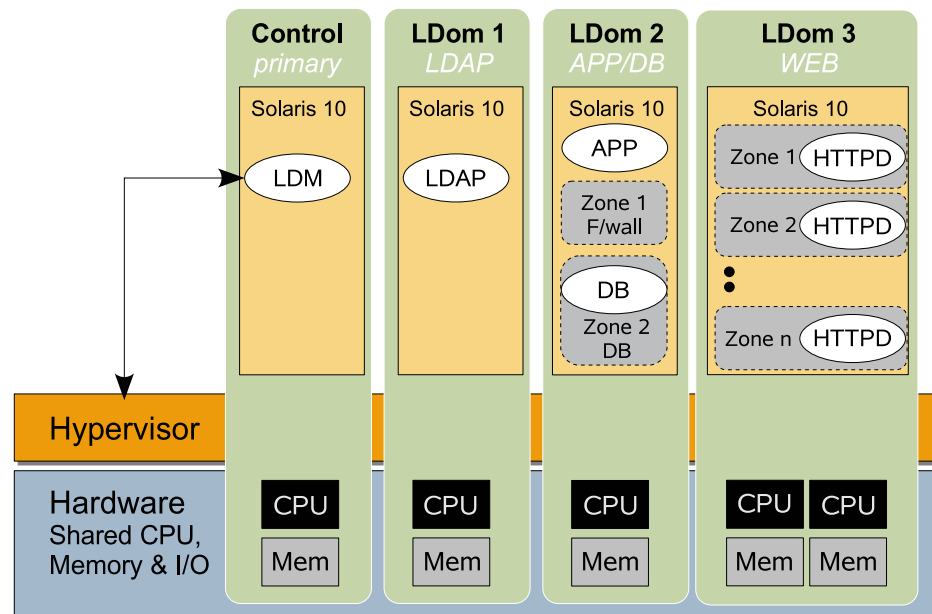 Control
primary
Solaris 10
LDM
LDom 1
LDAP
Solaris 10
LDAP
LDom 2
APP/DB
Solaris 10
APP
Zone 1
F/wall
DB
Zone 2
DB
LDom 3
WEB
Solaris 10
Zone 1 HTTPD
Zone 2 HTTPD
Zone n HTTPD
Hypervisor
Hardware
Shared CPU,
Memory & I/O
CPU
Mem
CPU
Mem
CPU
Mem
CPU CPU
Mem Mem